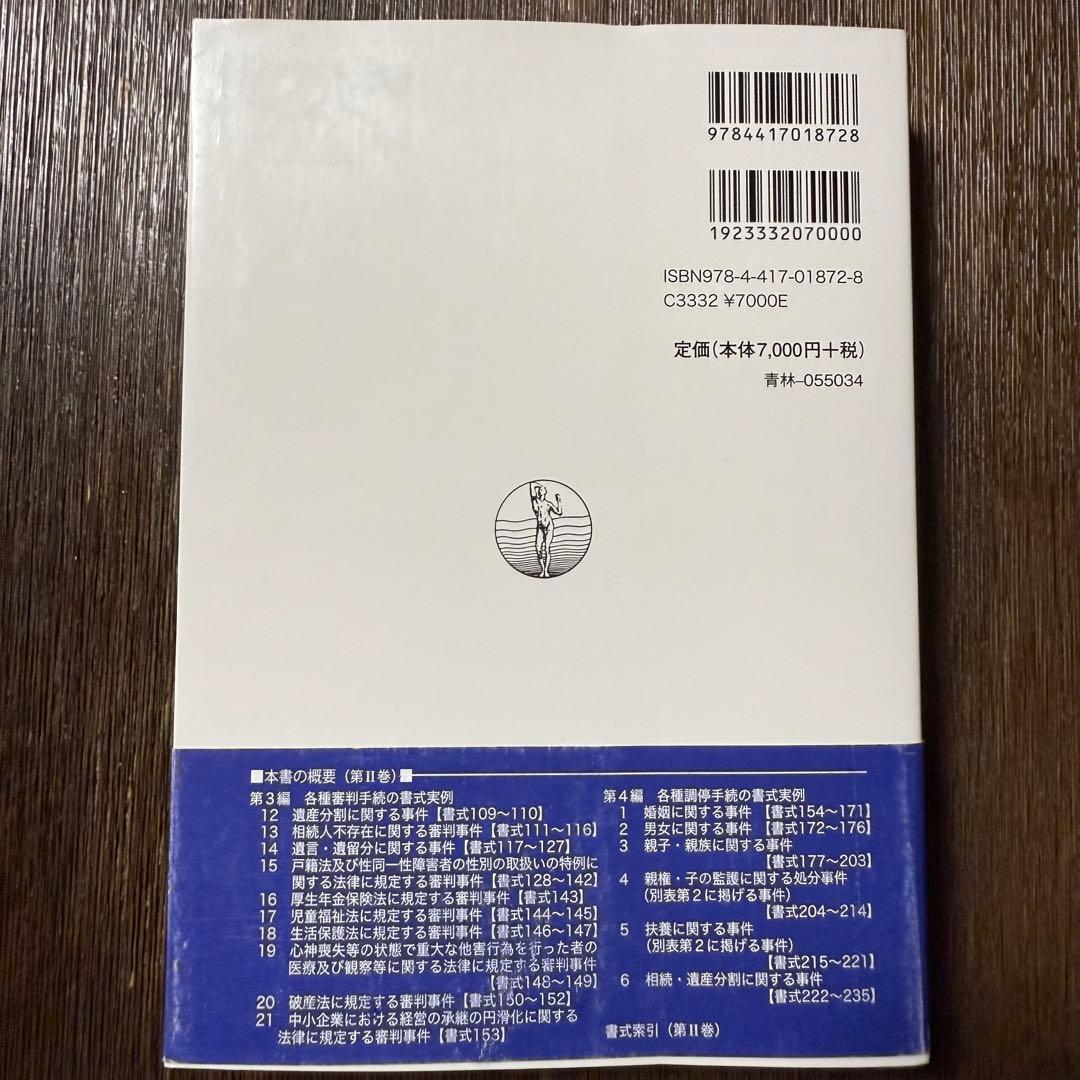 9784417018728
1923332070000
ISBN978-4-417-01872-8
C3332 ¥7000E
定価(本体7,000円＋税)
青林–055034
■本書の概要（第Ⅱ巻）■
第３編　各種審判手続の書式実例
12　遺産分割に関する事件【書式109〜110】
13　相続人不存在に関する審判事件【書式111〜116】
14　遺言・遺留分に関する事件【書式117〜127】
15　戸籍法及び性同一性障害者の性別の取扱いの特例に
関する法律に規定する審判事件【書式128〜142】
16　厚生年金保険法に規定する審判事件【書式143】
17　児童福祉法に規定する審判事件【書式144〜145】
18　生活保護法に規定する審判事件【書式146〜147】
19　心神喪失等の状態で重大な他害行為を行った者の
医療及び観察等に関する法律に規定する審判事件
【書式148〜149】
20　破産法に規定する審判事件【書式150〜152】
21　中小企業における経営の承継の円滑化に関する
法律に規定する審判事件【書式153】
第４編　各種調停手続の書式実例
1　婚姻に関する事件【書式154〜171】
2　男女に関する事件【書式172〜176】
3　親子・親族に関する事件
【書式177〜203】
4　親権・子の監護に関する処分事件
（別表第２に掲げる事件）
【書式204〜214】
5　扶養に関する事件
（別表第２に掲げる事件）
【書式215〜221】
6　相続・遺産分割に関する事件
【書式222〜235】
書式索引（第Ⅱ巻）